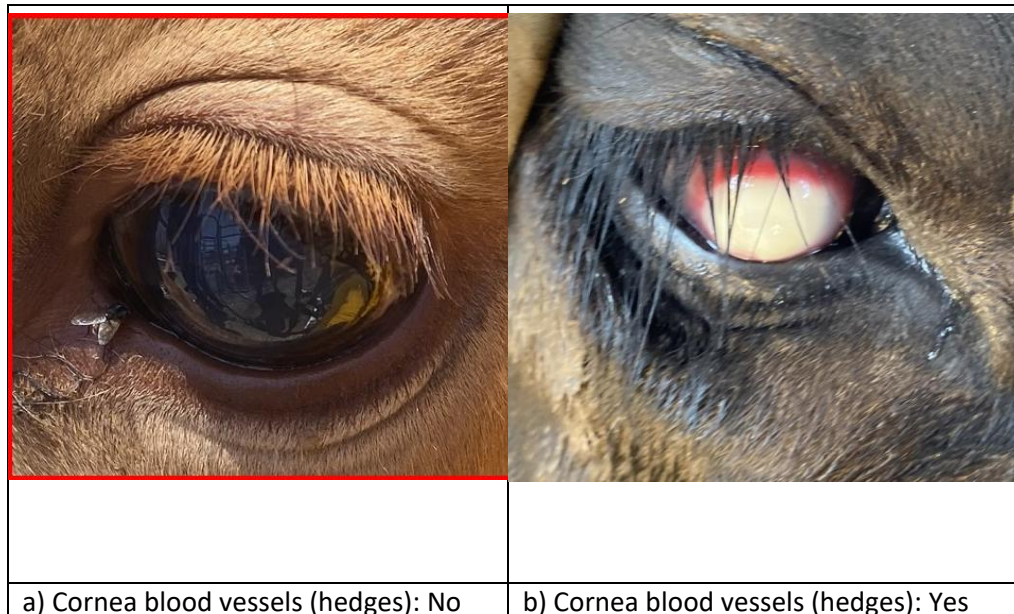 a) Cornea blood vessels (hedges): No
b) Cornea blood vessels (hedges): Yes